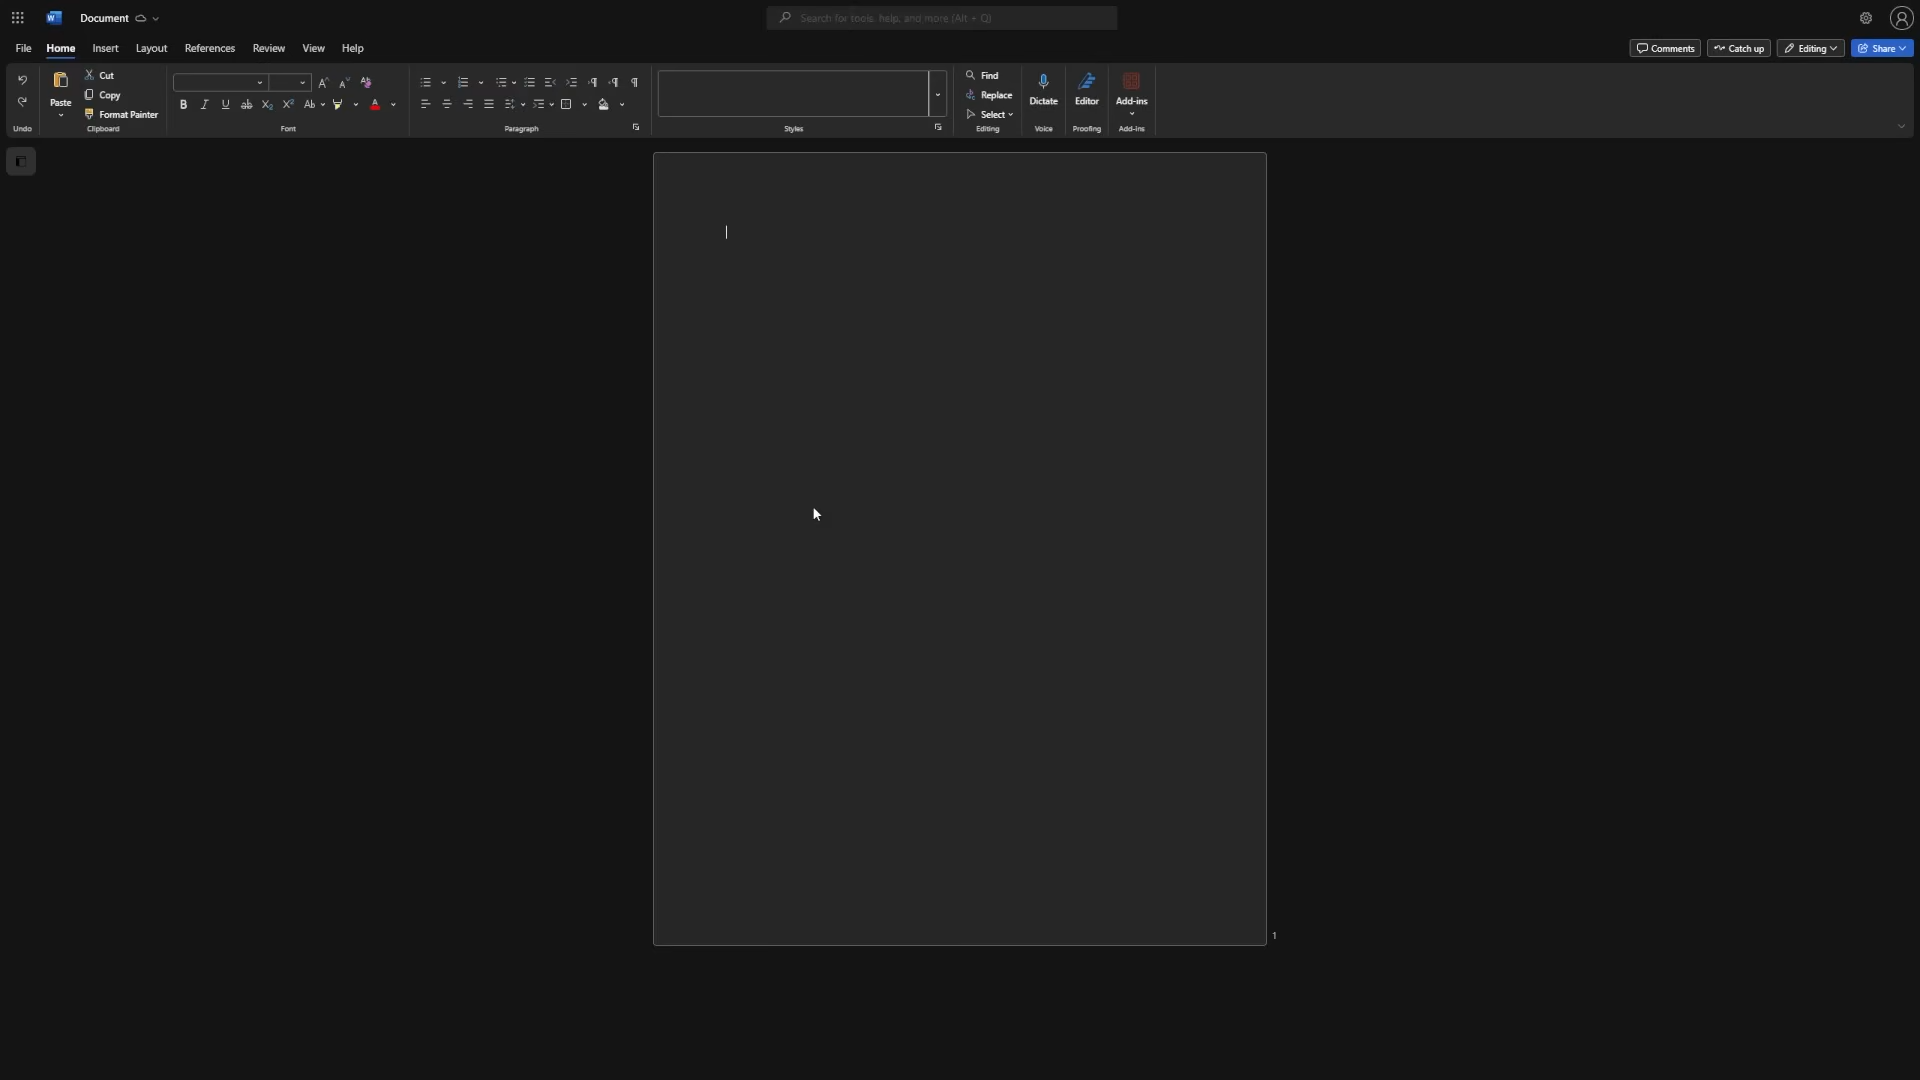 Document
Search for tools, help, and more (Alt + Q)
File Home Insert Layout References Review View Help
Comments Catch up Editing Share
Paste
Cut
Copy
Format Painter
Find
Replace
Select
Dictate
Editor
Add-ins
Undo Clipboard Font Paragraph Styles Editing Voice Proofing Add-ins
1